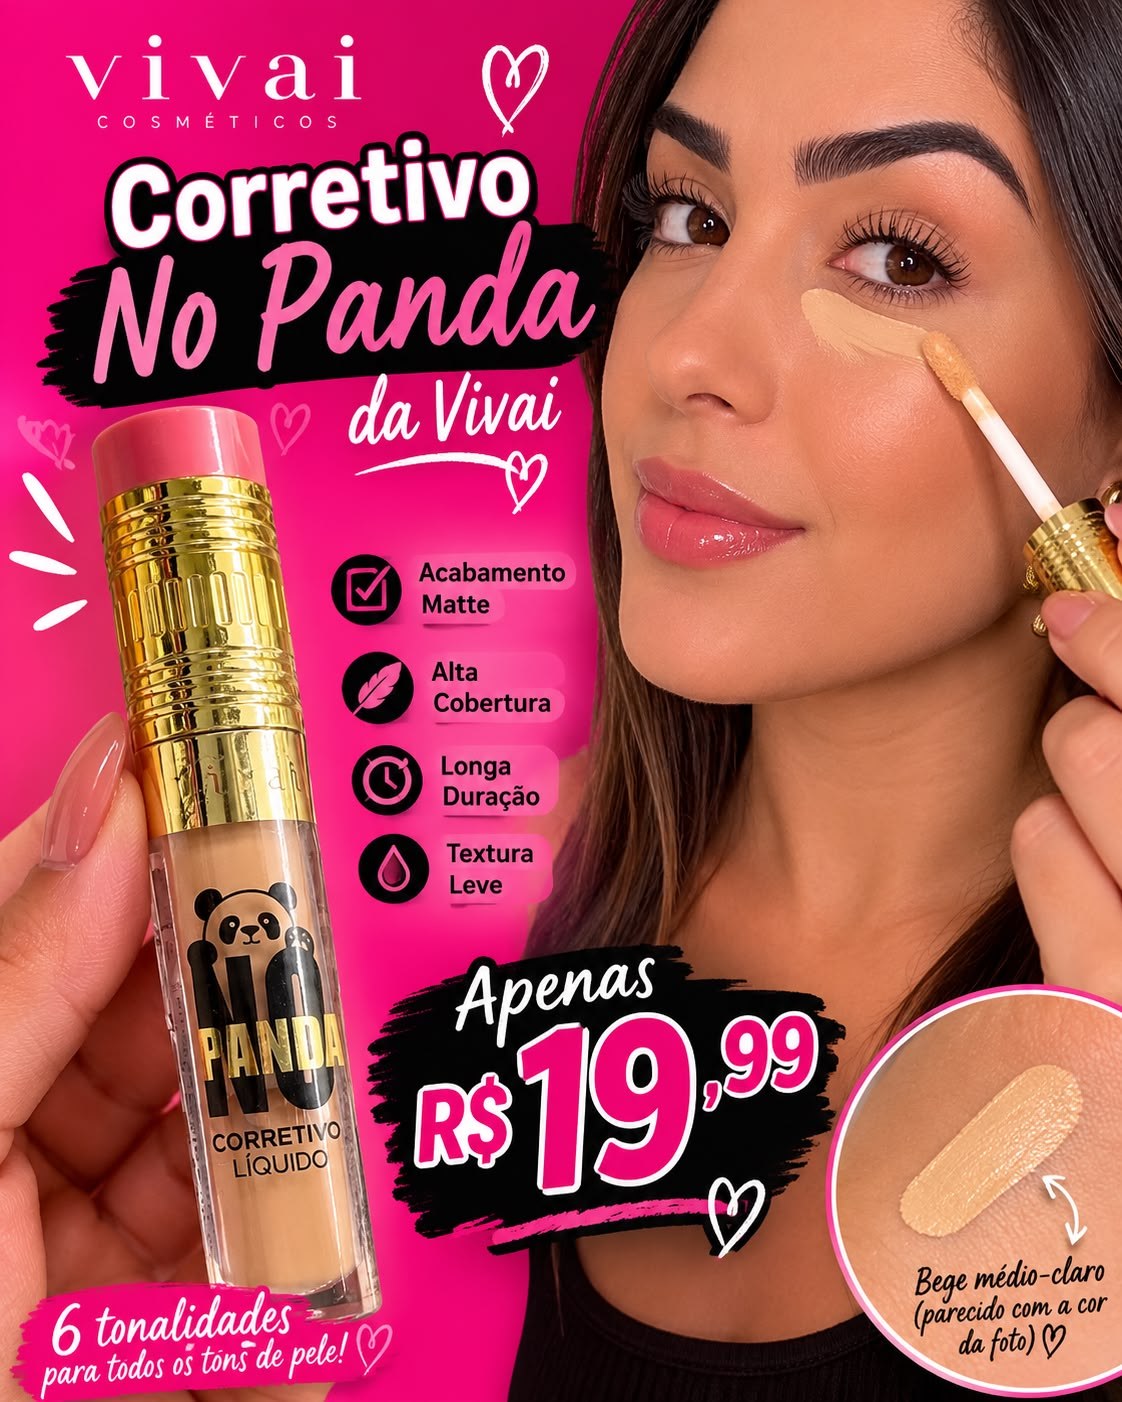 vivai
COSMÉTICOS
Corretivo
No Panda
da Vivai
Acabamento
Matte
Alta
Cobertura
Longa
Duração
Textura
Leve
NO
PANDA
CORRETIVO
LÍQUIDO
Apenas
R$19,99
6 tonalidades
para todos os tons de pele!
Bege médio-claro
(parecido com a cor
da foto)